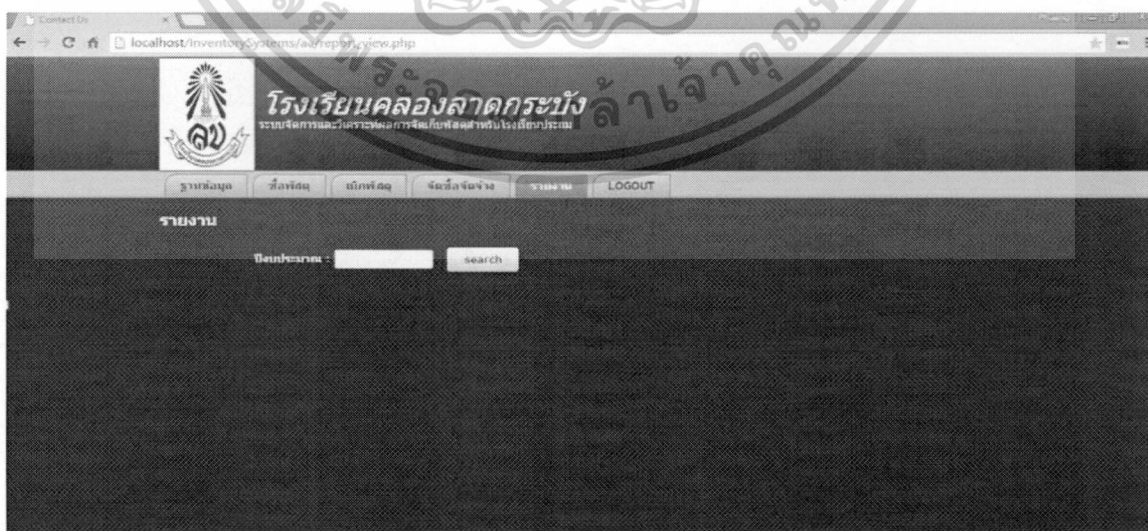 Contact Us
localhost/InventorySystems/aa/report_view.php
ลข
โรงเรียนคลองลาดกระบัง
ระบบจัดการและวิเคราะห์ผลการจัดเก็บพัสดุสำหรับโรงเรียนประถม
ฐานข้อมูล ซื้อพัสดุ เบิกพัสดุ จัดซื้อจัดจ้าง รายงาน LOGOUT
รายงาน
ปีงบประมาณ : search